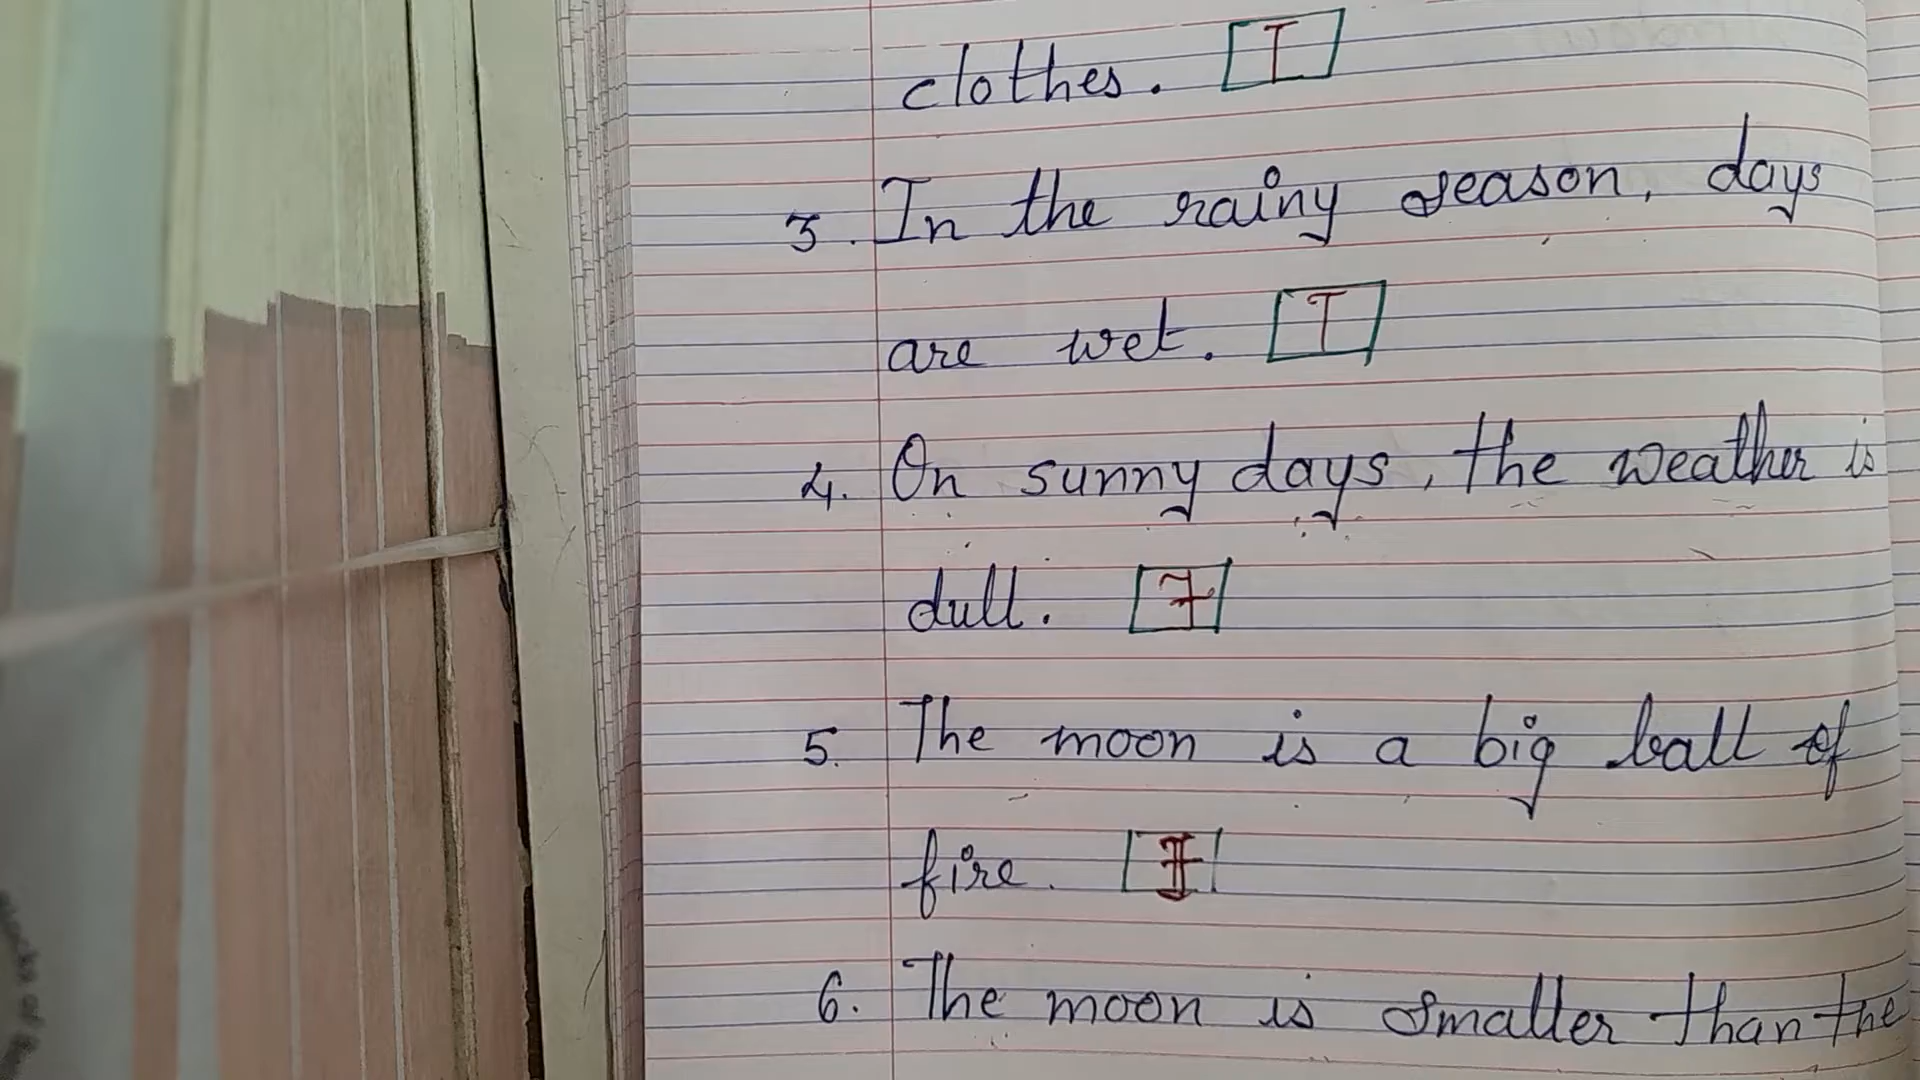 clothes. T
3. In the rainy season, days
are wet. T
4. On sunny days, the weather is
dull. F
5. The moon is a big ball of
fire. F
6. The moon is smaller than the